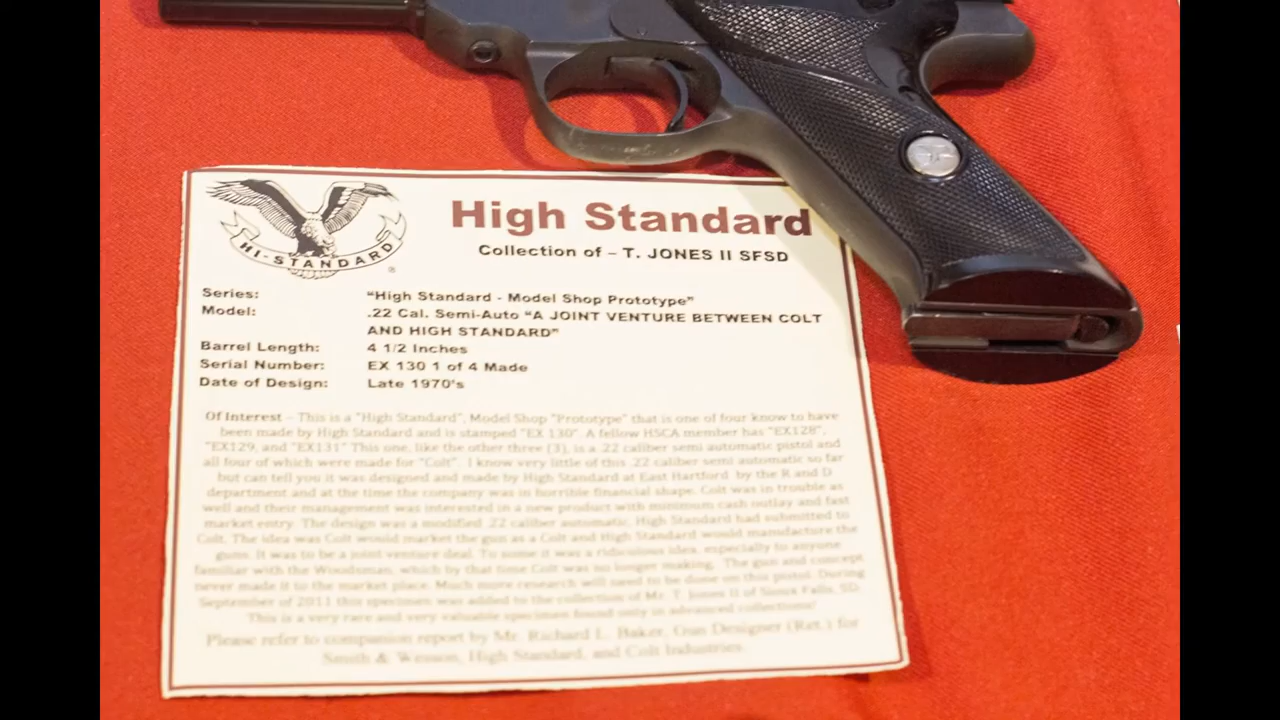 HI-STANDARD
®
High Standard
Collection of – T. JONES II SFSD
Series: "High Standard - Model Shop Prototype"
Model: .22 Cal. Semi-Auto "A JOINT VENTURE BETWEEN COLT
AND HIGH STANDARD"
Barrel Length: 4 1/2 Inches
Serial Number: EX 130 1 of 4 Made
Date of Design: Late 1970's
Of Interest – This is a "High Standard", Model Shop "Prototype" that is one of four know to have
been made by High Standard and is stamped "EX 130". A fellow HSCA member has "EX128",
"EX129, and "EX131" This one, like the other three (3), is a .22 caliber semi automatic pistol and
all four of which were made for "Colt". I know very little of this .22 caliber semi automatic so far
but can tell you it was designed and made by High Standard at East Hartford by the R and D
department and at the time the company was in horrible financial shape. Colt was in trouble as
well and their management was interested in a new product with minimum cash outlay and fast
market entry. The design was a modified .22 caliber automatic, High Standard had submitted to
Colt. The idea was Colt would market the gun as a Colt and High Standard would manufacture the
guns. It was to be a joint venture deal. To some it was a ridiculous idea, especially to anyone
familiar with the Woodsman, which by that time Colt was no longer making. The gun and concept
never made it to the market place. Much more research will need to be done on this pistol. During
September of 2011 this specimen was added to the collection of Mr. T. Jones II of Sioux Falls, SD.
This is a very rare and very valuable specimen found only in advanced collections!
Please refer to companion report by Mr. Richard L. Baker, Gun Designer (Ret.) for
Smith & Wesson, High Standard, and Colt Industries.